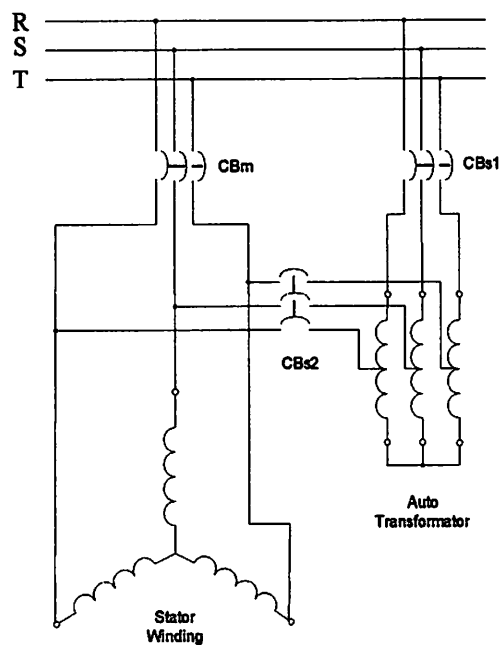 R
S
T
CBm
CBs1
CBs2
Auto
Transformator
Stator
Winding